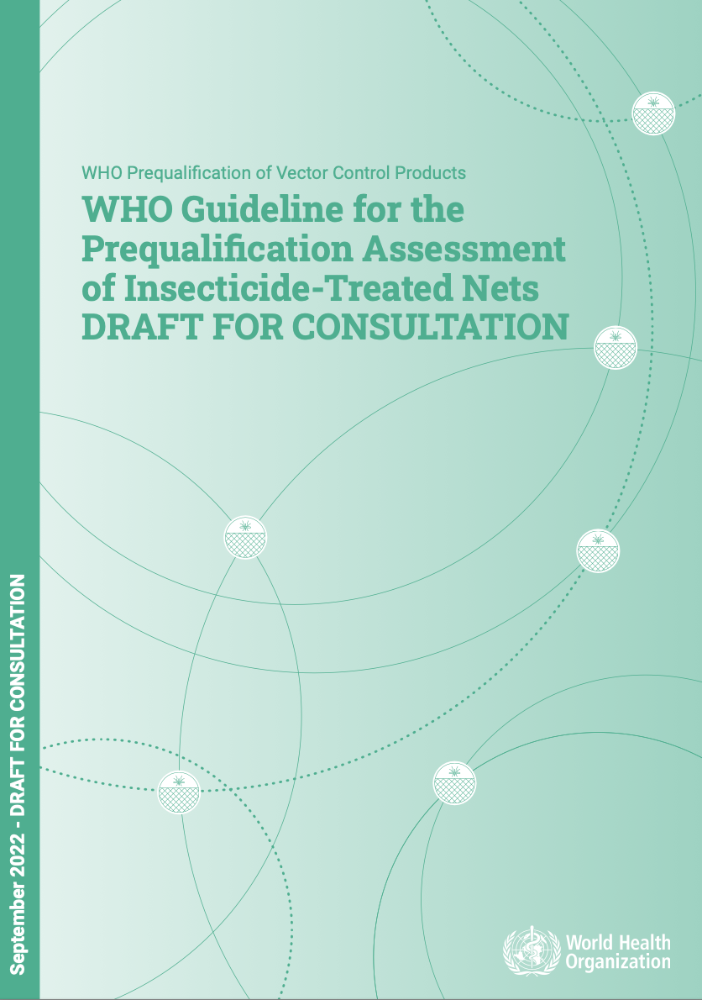 WHO Prequalification of Vector Control Products
WHO Guideline for the
Prequalification Assessment
of Insecticide-Treated Nets
DRAFT FOR CONSULTATION
September 2022 - DRAFT FOR CONSULTATION
World Health
Organization